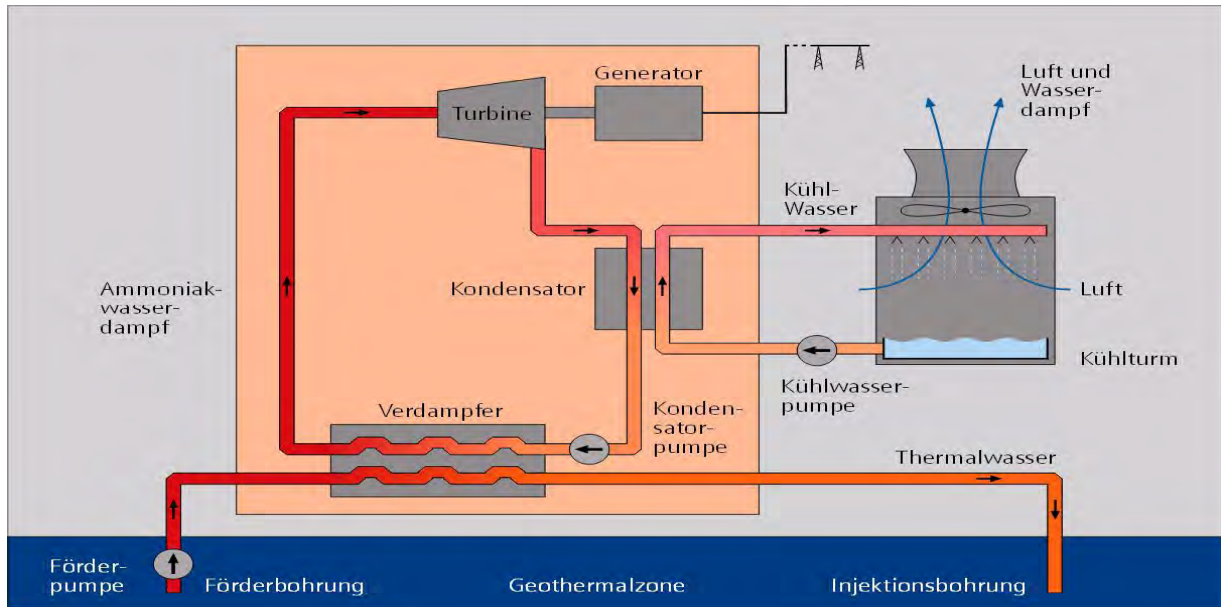 Generator
Turbine
Luft und
Wasser-
dampf
Kühl-
Wasser
Ammoniak-
wasser-
dampf
Kondensator
Luft
Kühlturm
Kühlwasser-
pumpe
Verdampfer
Konden-
sator-
pumpe
Thermalwasser
Förder-
pumpe
Förderbohrung
Geothermalzone
Injektionsbohrung